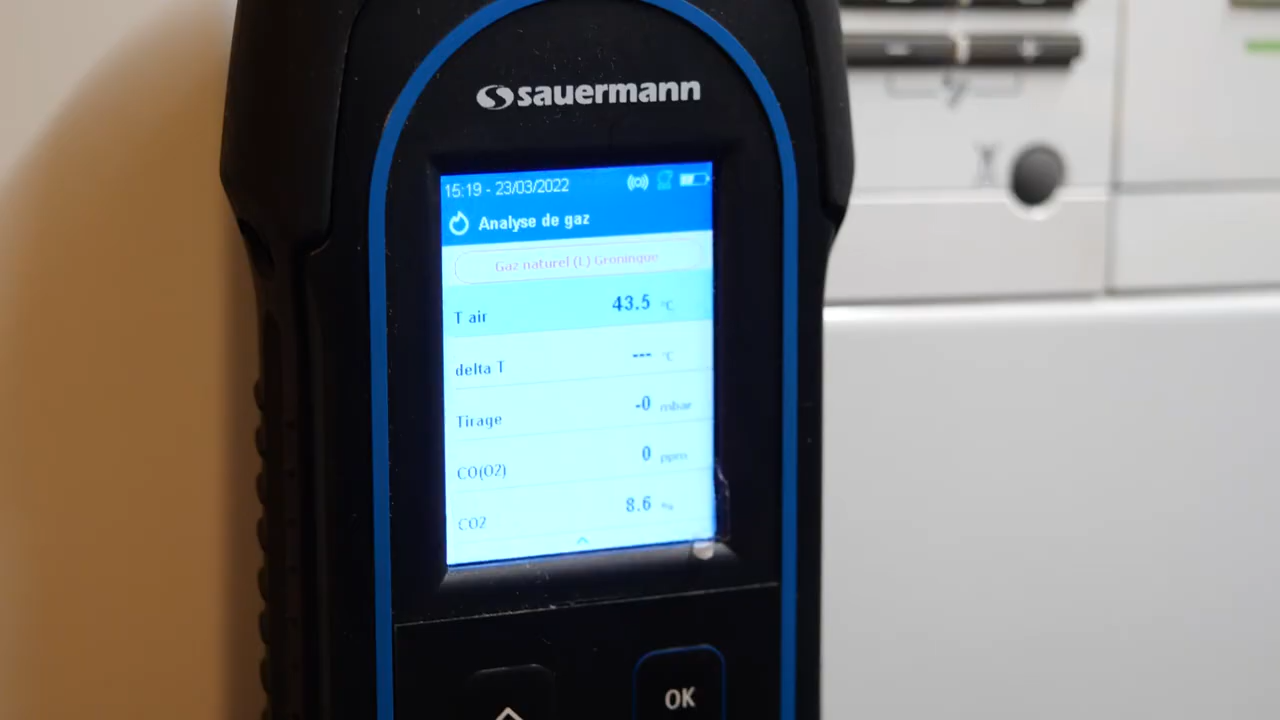 sauermann
15:19 - 23/03/2022
Analyse de gaz
Gaz naturel (L) Groningue
T air 43.5 °C
delta T --- °C
Tirage -0 mbar
CO(O2) 0 ppm
CO2 8.6 %
OK